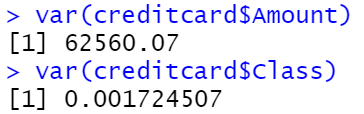 > var(creditcard$Amount)
[1] 62560.07
> var(creditcard$Class)
[1] 0.001724507